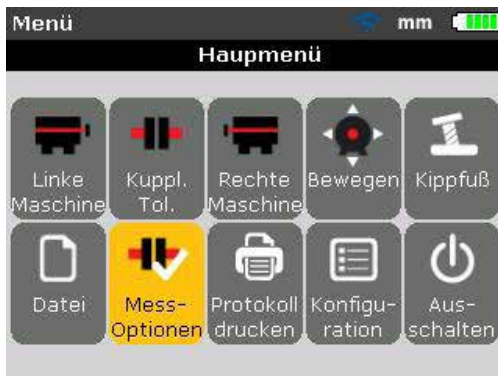 Menü mm
Haupmenü
Linke Maschine
Kuppl. Tol.
Rechte Maschine
Bewegen
Kippfuß
Datei
Mess-
Optionen
Protokoll
drucken
Konfigu-
ration
Aus-
schalten